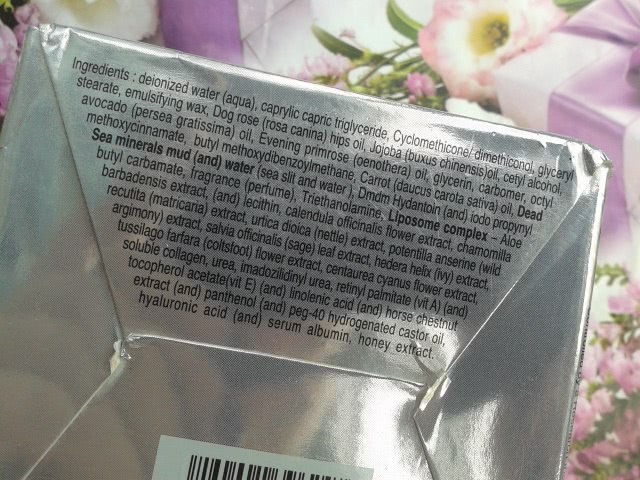 Ingredients : deionized water (aqua), caprylic capric triglyceride, Cyclomethicone/ dimethiconol, glyceryl
stearate, emulsifying wax, Dog rose (rosa canina) hips oil, Jojoba (buxus chinensis)oil, cetyl alcohol,
avocado (persea gratissima) oil, Evening primrose (oenothera) oil, glycerin, carbomer, octyl
methoxycinnamate, butyl methoxydibenzoylmethane, Carrot (daucus carota sativa) oil, Dead
Sea minerals mud (and) water (sea slit and water ), Dmdm Hydantoin (and) iodo propynyl
butyl carbamate, fragrance (perfume), Triethanolamine, Liposome complex – Aloe
barbadensis extract, (and) lecithin, calendula officinalis flower extract, chamomilla
recutita (matricana) extract, urtica dioica (nettle) extract, potentilla anserine (wild
argimony) extract, salvia officinalis (sage) leaf extract, hedera helix (ivy) extract,
tussilago farfara (coltsfoot) flower extract, centaurea cyanus flower extract,
soluble collagen, urea, imadozilidinyl urea, retinyl palmitate (vit A) (and)
tocopherol acetate(vit E) (and) linolenic acid (and) horse chestnut
extract (and) panthenol (and) peg-40 hydrogenated castor oil,
hyaluronic acid (and) serum albumin, honey extract.